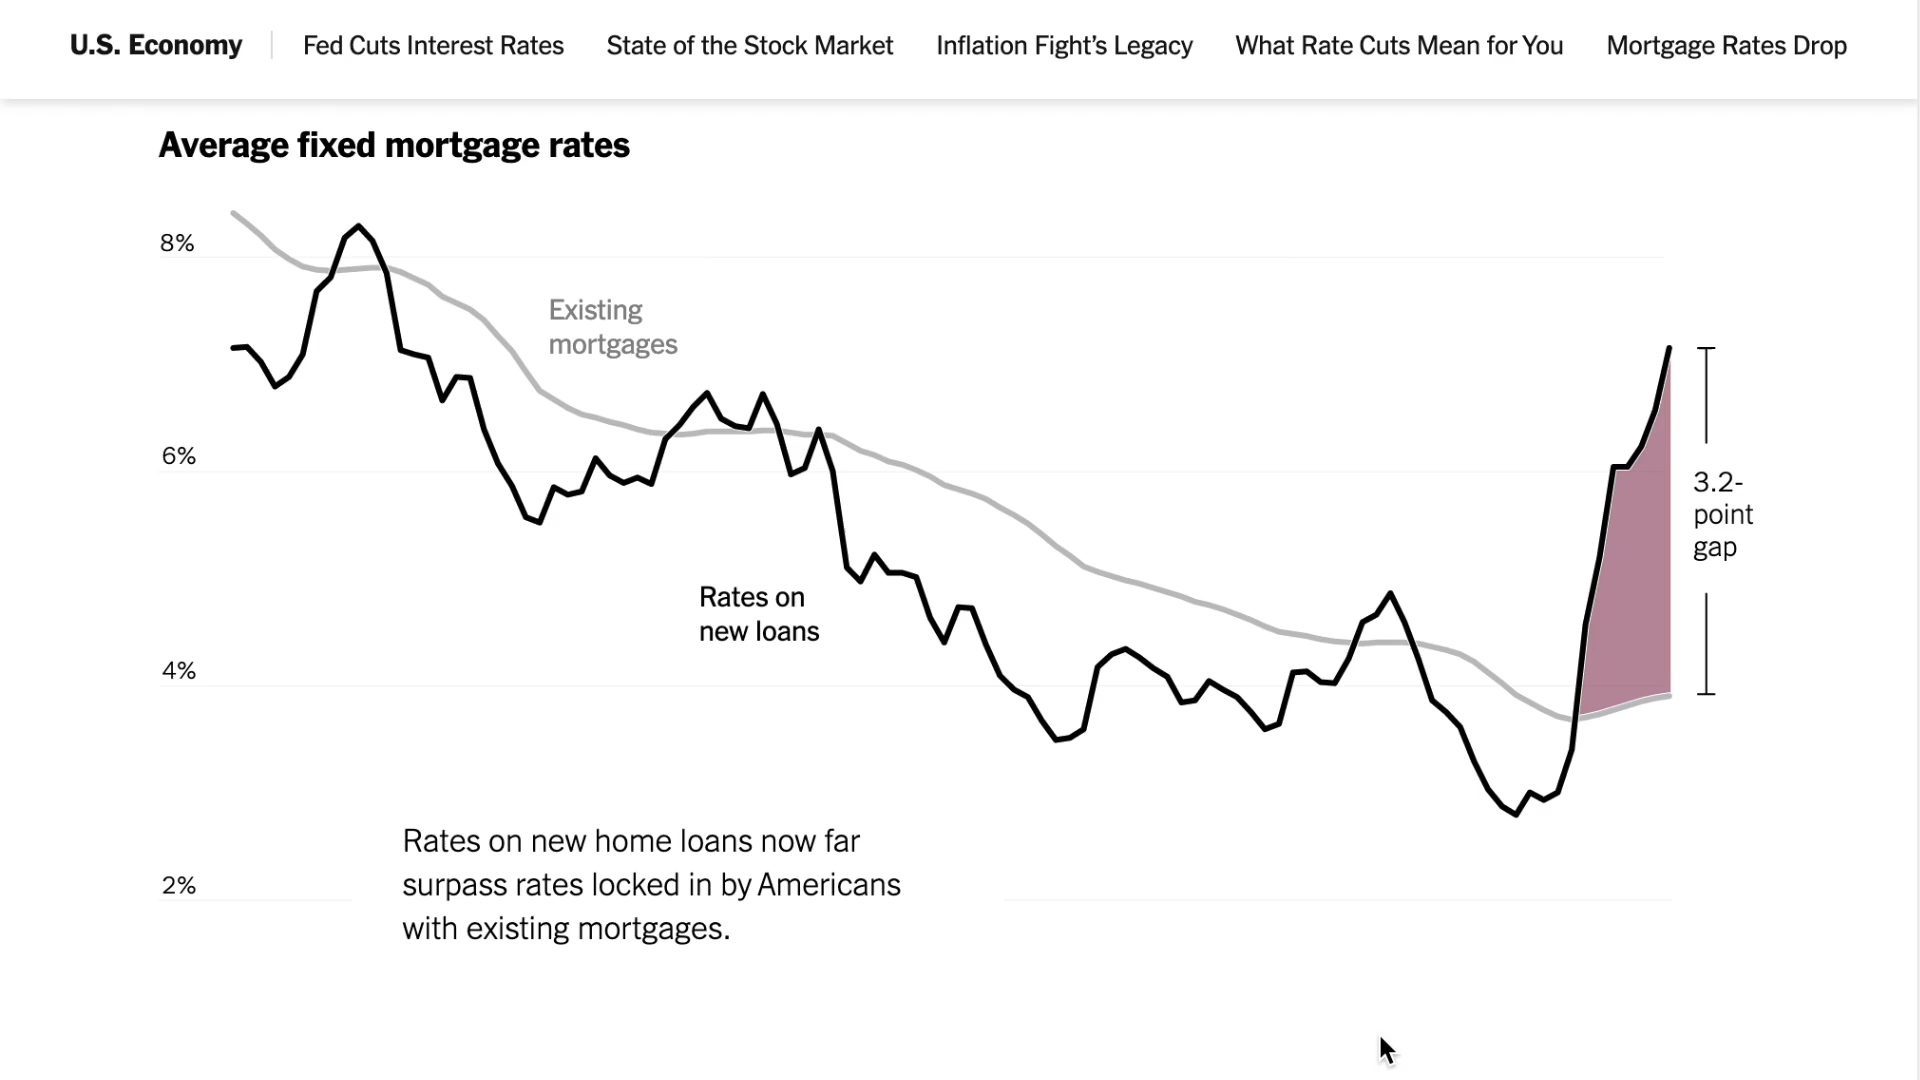 U.S. Economy Fed Cuts Interest Rates State of the Stock Market Inflation Fight’s Legacy What Rate Cuts Mean for You Mortgage Rates Drop
Average fixed mortgage rates
8%
Existing
mortgages
6%
3.2-
point
gap
Rates on
new loans
4%
Rates on new home loans now far
surpass rates locked in by Americans
with existing mortgages.
2%